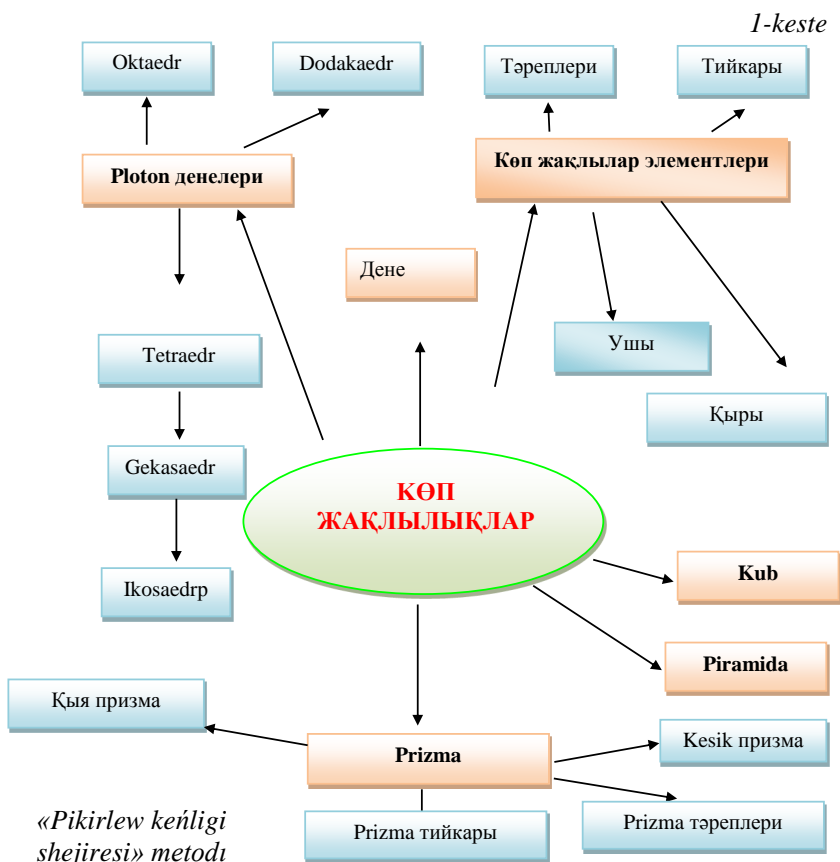 1-keste
Oktaedr
Dodakaedr
Тәреплери
Тийкары
Ploton денелери
Көп жақлылар элементлери
Дене
Tetraedr
Ушы
Қыры
Gekasaedr
КӨП
ЖАҚЛЫЛЫҚЛАР
Ikosaedrp
Kub
Piramida
Қыя призма
Prizma
Kesik призма
Prizma тийкары
Prizma тәреплери
«Pikirlew keńligi
shejiresi» metodı